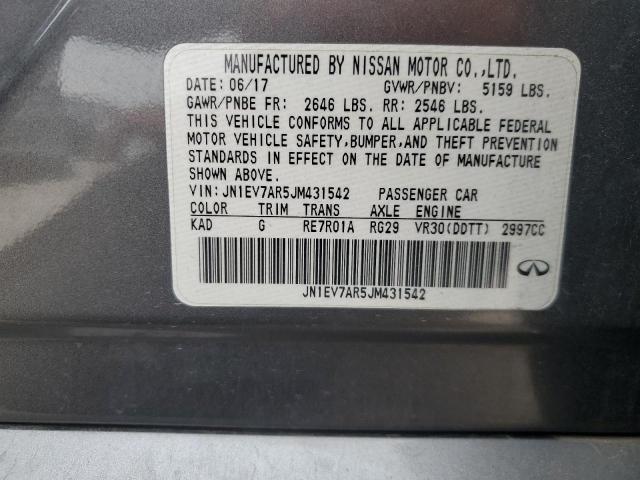 MANUFACTURED BY NISSAN MOTOR CO.,LTD.
DATE: 06/17 GVWR/PNBV: 5159 LBS.
GAWR/PNBE FR: 2646 LBS. RR: 2546 LBS.
THIS VEHICLE CONFORMS TO ALL APPLICABLE FEDERAL
MOTOR VEHICLE SAFETY,BUMPER,AND THEFT PREVENTION
STANDARDS IN EFFECT ON THE DATE OF MANUFACTURE
SHOWN ABOVE.
VIN: JN1EV7AR5JM431542 PASSENGER CAR
COLOR TRIM TRANS AXLE ENGINE
KAD G RE7R01A RG29 VR30(DDTT) 2997CC
JN1EV7AR5JM431542